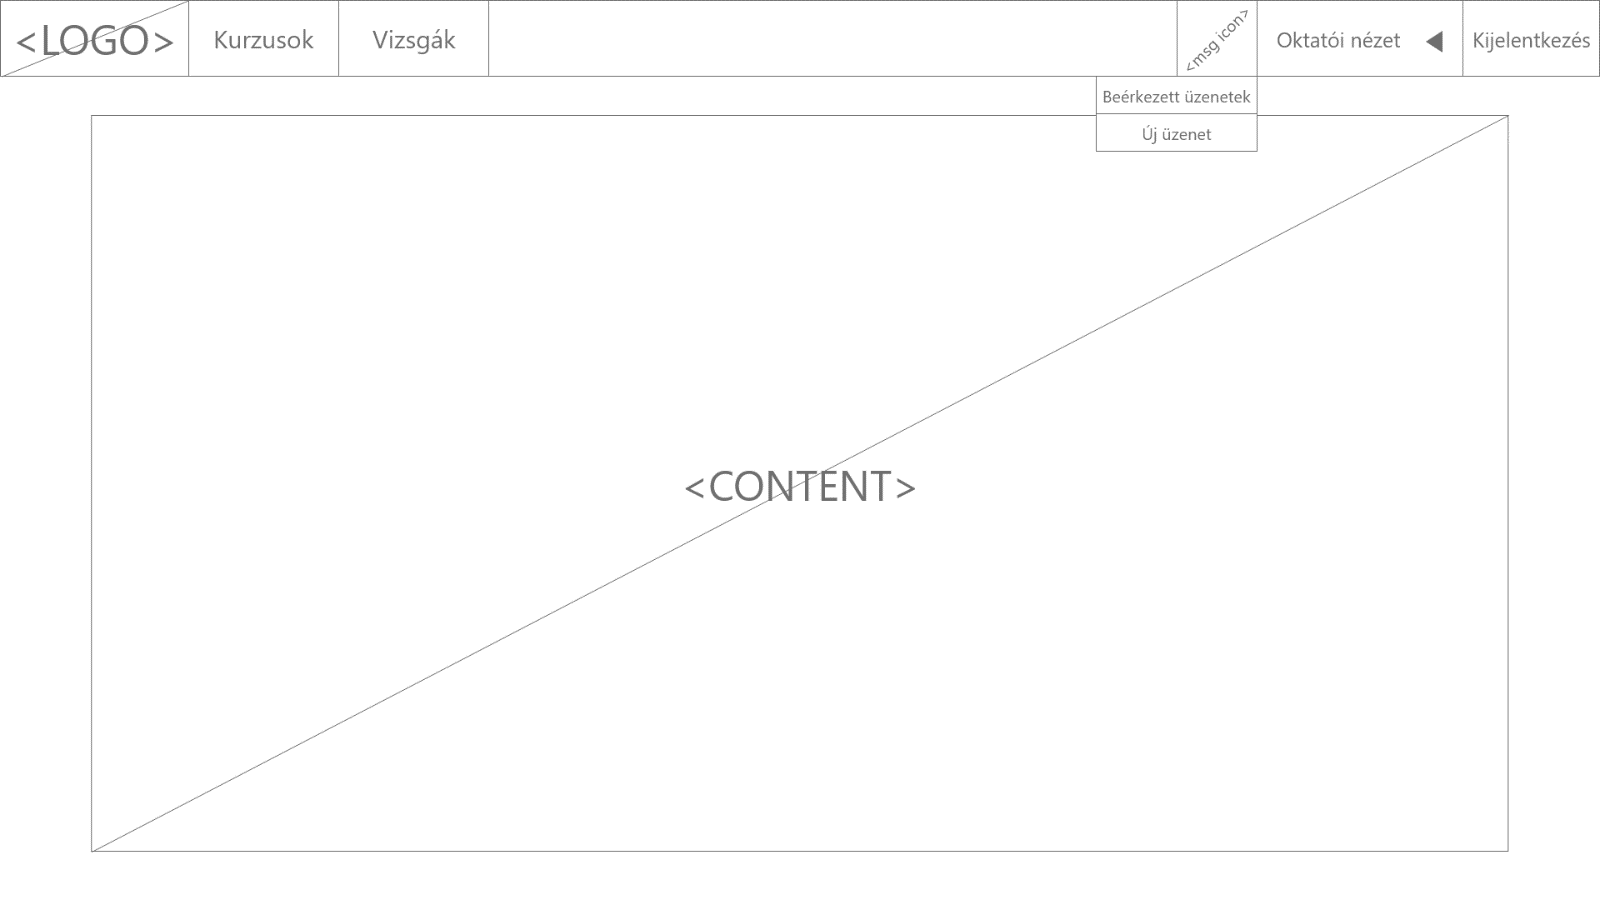 <LOGO>
Kurzusok
Vizsgák
<msg icon>
Oktatói nézet
Kijelentkezés
Beérkezett üzenetek
Új üzenet
<CONTENT>